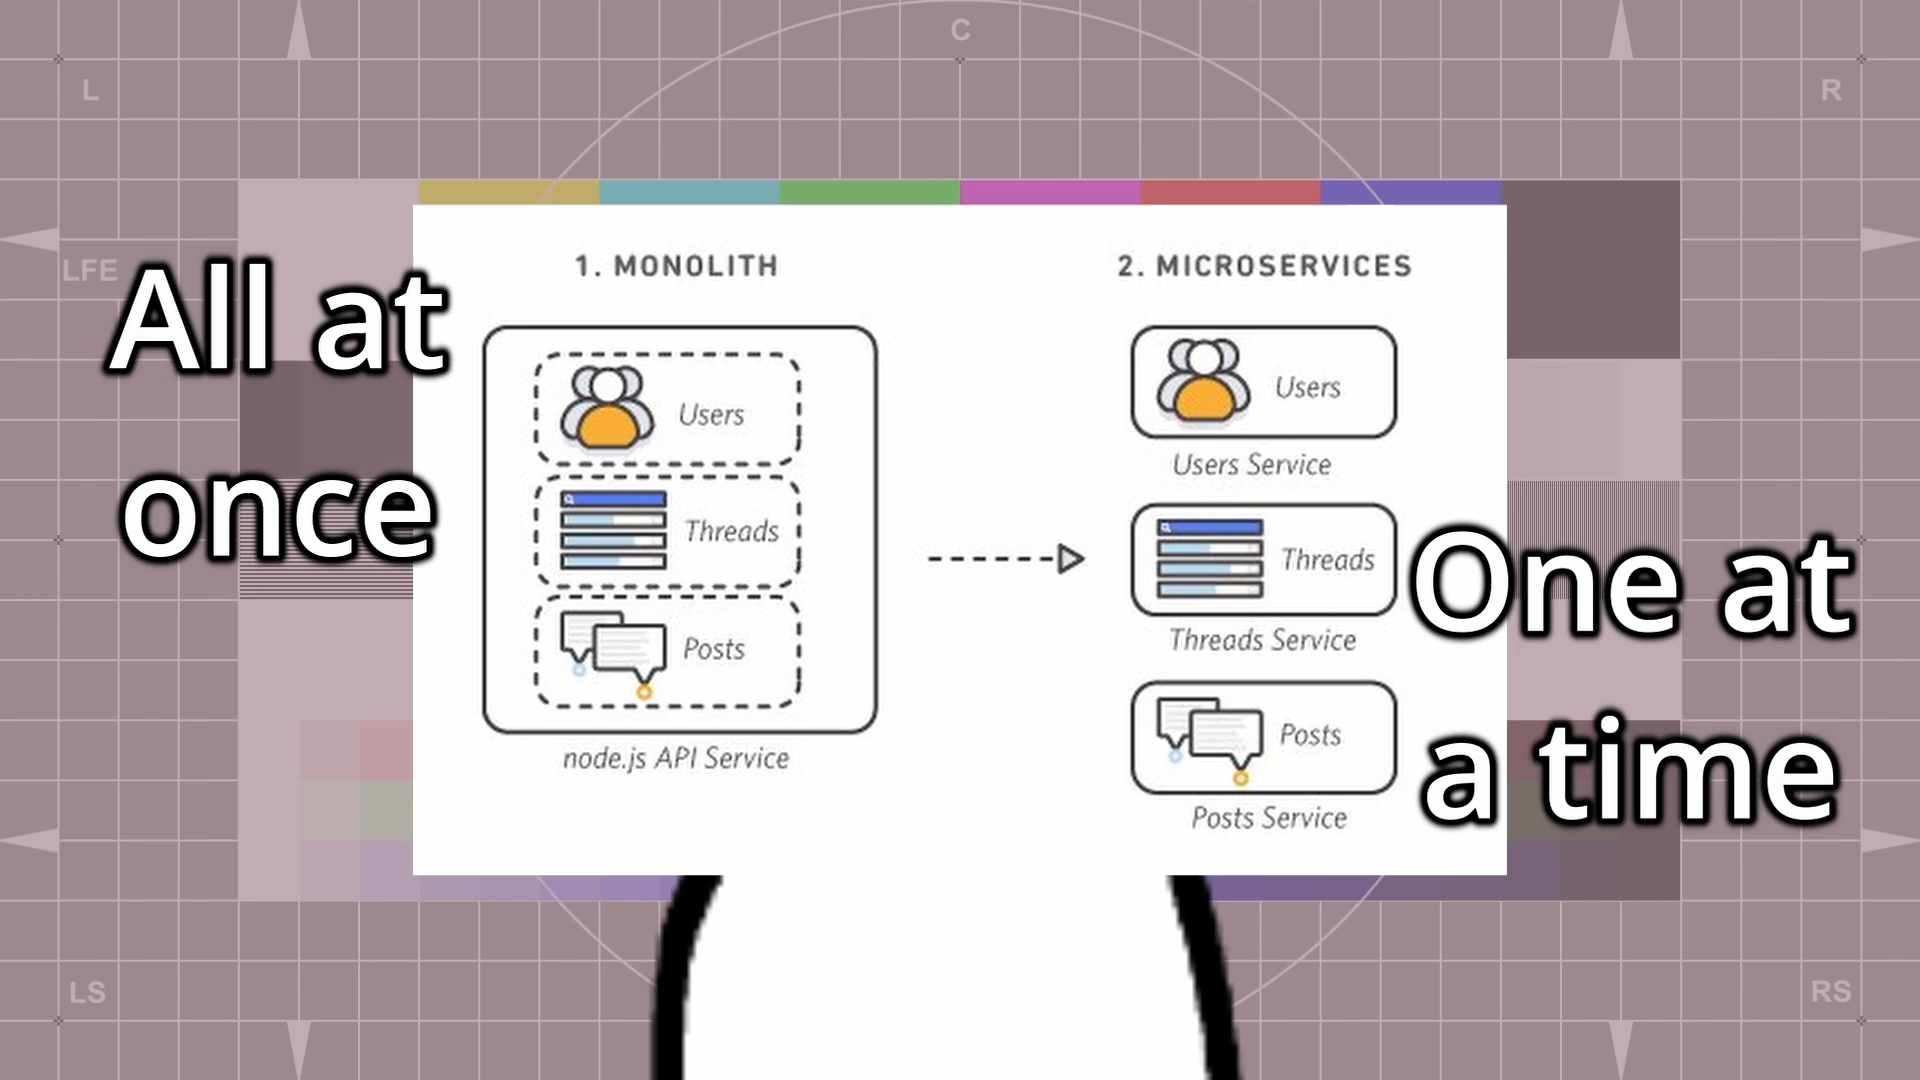 C
L
R
LFE
All at
once
1. MONOLITH
Users
Threads
Posts
node.js API Service
2. MICROSERVICES
Users
Users Service
Threads
Threads Service
Posts
Posts Service
One at
a time
LS
RS